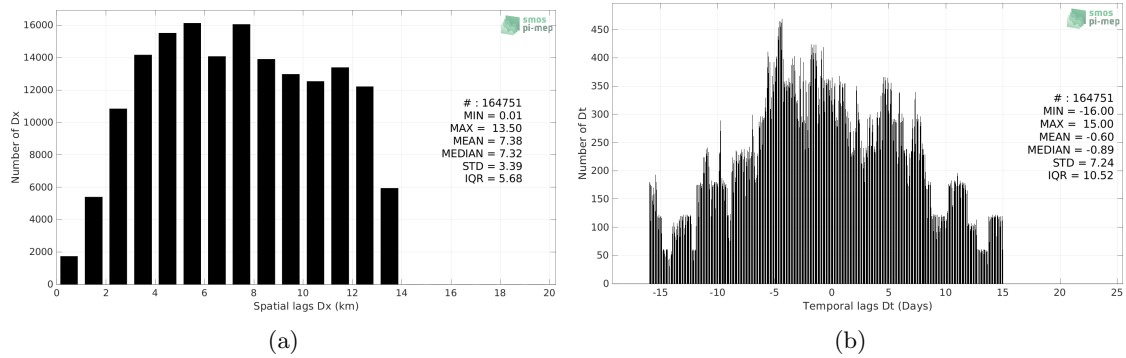 smos
pi-mep
16000
14000
12000
10000
8000
6000
4000
2000
0
Number of Dx
# : 164751
MIN = 0.01
MAX = 13.50
MEAN = 7.38
MEDIAN = 7.32
STD = 3.39
IQR = 5.68
0 2 4 6 8 10 12 14 16 18 20
Spatial lags Dx (km)
(a)
smos
pi-mep
450
400
350
300
250
200
150
100
50
0
Number of Dt
# : 164751
MIN = -16.00
MAX = 15.00
MEAN = -0.60
MEDIAN = -0.89
STD = 7.24
IQR = 10.52
-15 -10 -5 0 5 10 15 20 25
Temporal lags Dt (Days)
(b)